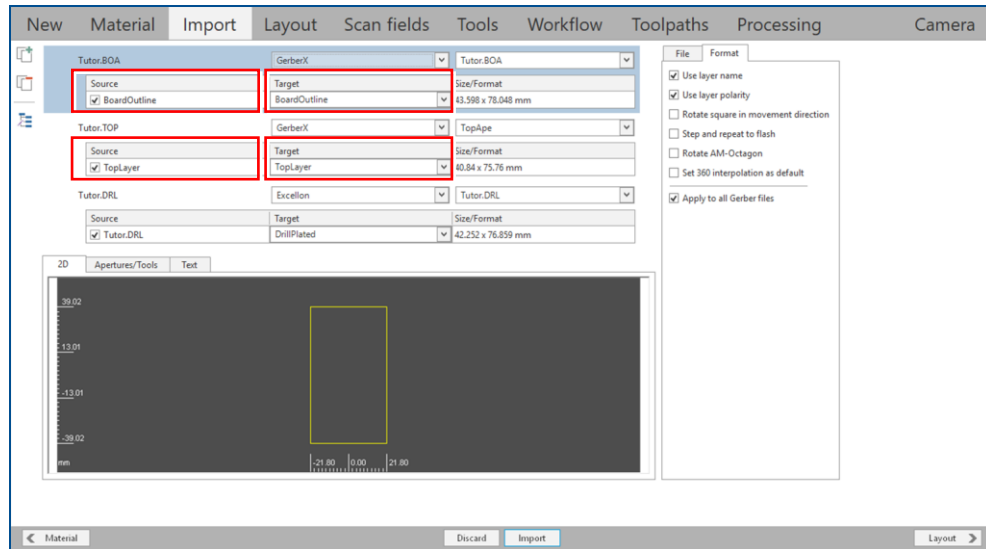 New Material Import Layout Scan fields Tools Workflow Toolpaths Processing Camera
Tutor.BOA GerberX Tutor.BOA
Source Target Size/Format
BoardOutline BoardOutline 43.598 x 78.048 mm
Tutor.TOP GerberX TopApe
Source Target Size/Format
TopLayer TopLayer 40.84 x 75.76 mm
Tutor.DRL Excellon Tutor.DRL
Source Target Size/Format
Tutor.DRL DrillPlated 42.252 x 76.859 mm
File Format
Use layer name
Use layer polarity
Rotate square in movement direction
Step and repeat to flash
Rotate AM-Octagon
Set 360 interpolation as default
Apply to all Gerber files
2D Apertures/Tools Text
39.02
13.01
-13.01
-39.02
mm -21.80 0.00 21.80
Material Discard Import Layout